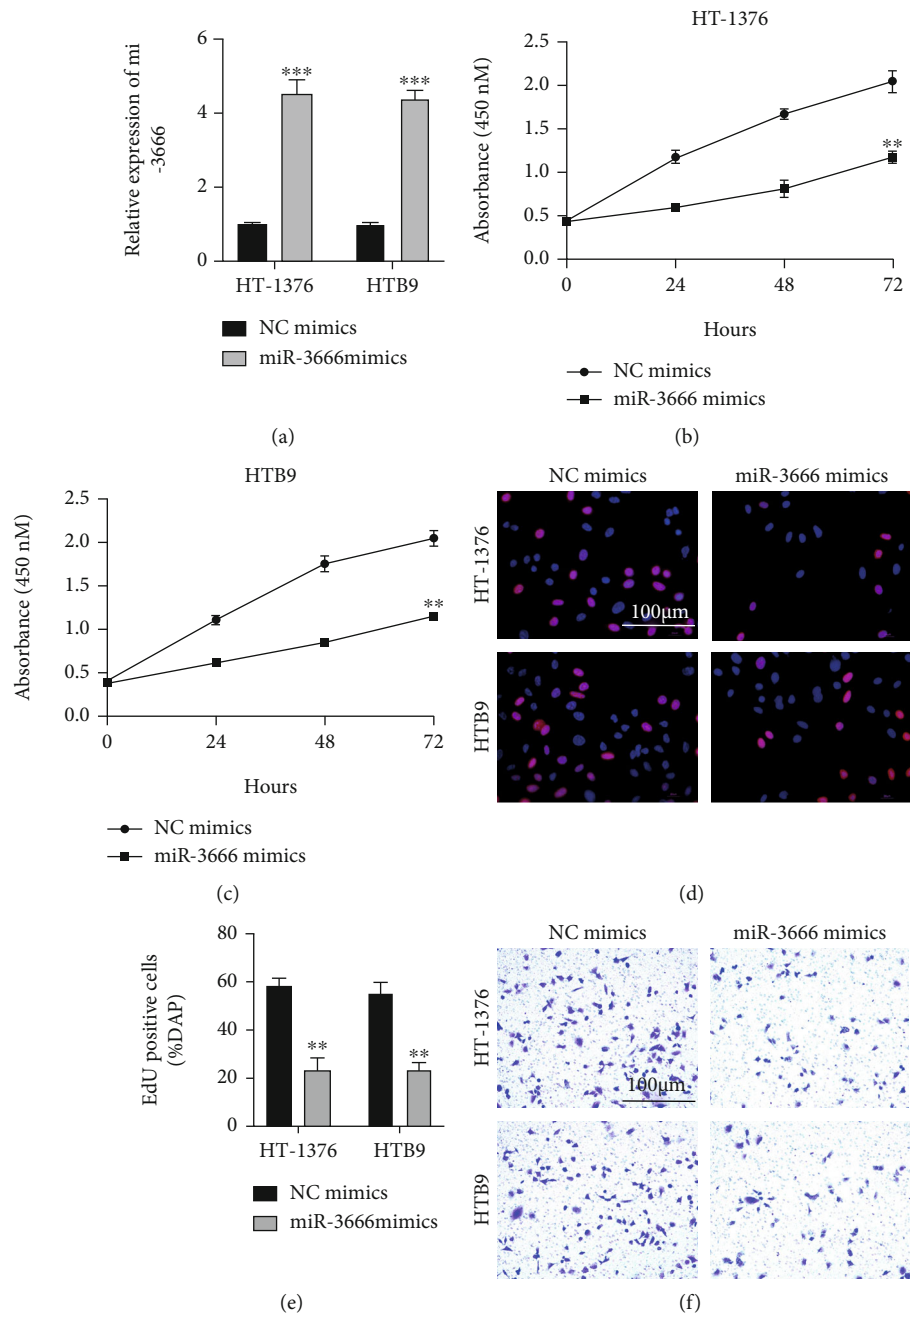 6
4
2
0
Relative expression of mi
-3666
***
***
HT-1376
HTB9
NC mimics
miR-3666mimics
(a)
HT-1376
2.5
2.0
1.5
1.0
0.5
0.0
Absorbance (450 nM)
**
0
24
48
72
Hours
NC mimics
miR-3666 mimics
(b)
HTB9
2.5
2.0
1.5
1.0
0.5
0.0
Absorbance (450 nM)
**
0
24
48
72
Hours
NC mimics
miR-3666 mimics
(c)
NC mimics
miR-3666 mimics
HT-1376
100μm
HTB9
(d)
80
60
40
20
0
EdU positive cells
(%DAP)
**
**
HT-1376
HTB9
NC mimics
miR-3666mimics
(e)
NC mimics
miR-3666 mimics
HT-1376
100μm
HTB9
(f)